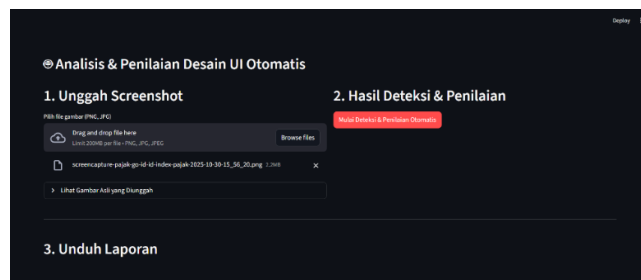 Deploy
Analisis & Penilaian Desain UI Otomatis
1. Unggah Screenshot
Pilih file gambar (PNG, JPG)
Drag and drop file here
Limit 200MB per file • PNG, JPG, JPEG
Browse files
screencapture-pajak-go-id-id-index-pajak-2025-10-30-15_56_20.png 3.2MB
Lihat Gambar Asli yang Diunggah
2. Hasil Deteksi & Penilaian
Mulai Deteksi & Penilaian Otomatis
3. Unduh Laporan